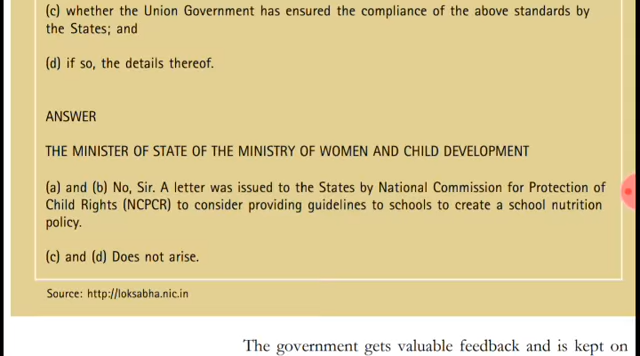 (c) whether the Union Government has ensured the compliance of the above standards by
the States; and
(d) if so, the details thereof.
ANSWER
THE MINISTER OF STATE OF THE MINISTRY OF WOMEN AND CHILD DEVELOPMENT
(a) and (b) No, Sir. A letter was issued to the States by National Commission for Protection of
Child Rights (NCPCR) to consider providing guidelines to schools to create a school nutrition
policy.
(c) and (d) Does not arise.
Source: http://loksabha.nic.in
The government gets valuable feedback and is kept on